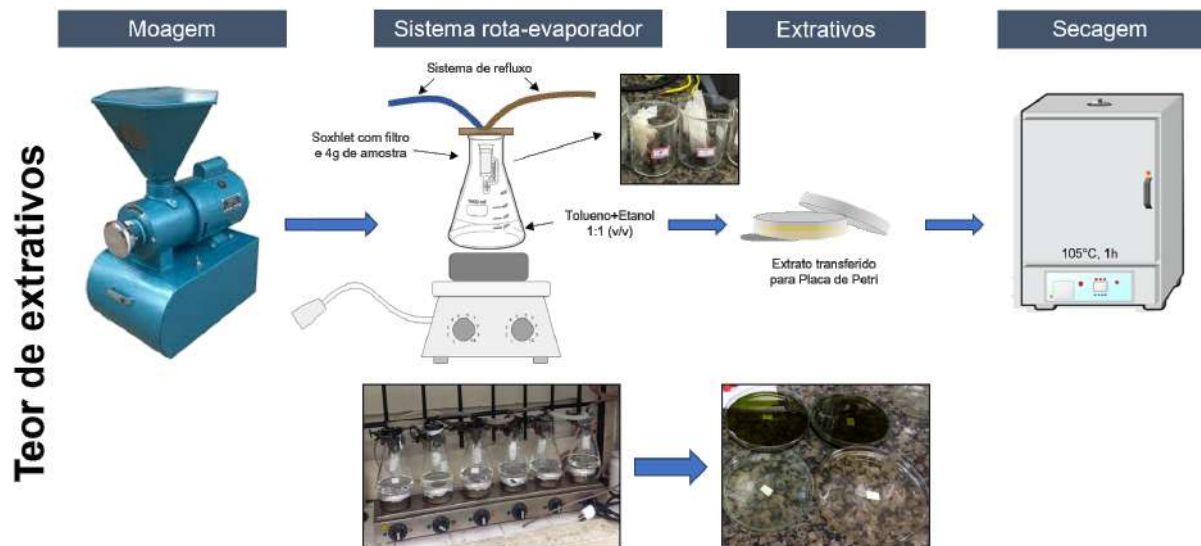 Moagem
Sistema rota-evaporador
Extrativos
Secagem
Teor de extrativos
Sistema de refluxo
Soxhlet com filtro
e 4g de amostra
Tolueno+Etanol
1:1 (v/v)
Extrato transferido
para Placa de Petri
105°C, 1h